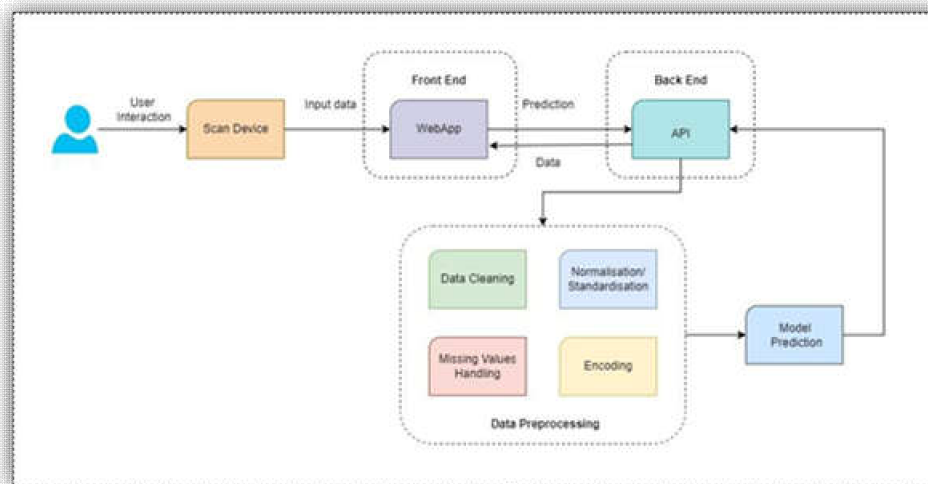 Front End
Back End
User
Interaction
Scan Device
Input data
WebApp
Prediction
API
Data
Data Cleaning
Normalisation/
Standardisation
Missing Values
Handling
Encoding
Data Preprocessing
Model
Prediction